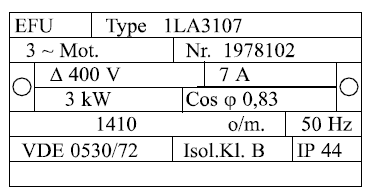 EFU Type 1LA3107
3 ~ Mot. Nr. 1978102
Δ 400 V 7 A
3 kW Cos φ 0,83
1410 o/m. 50 Hz
VDE 0530/72 Isol.Kl. B IP 44